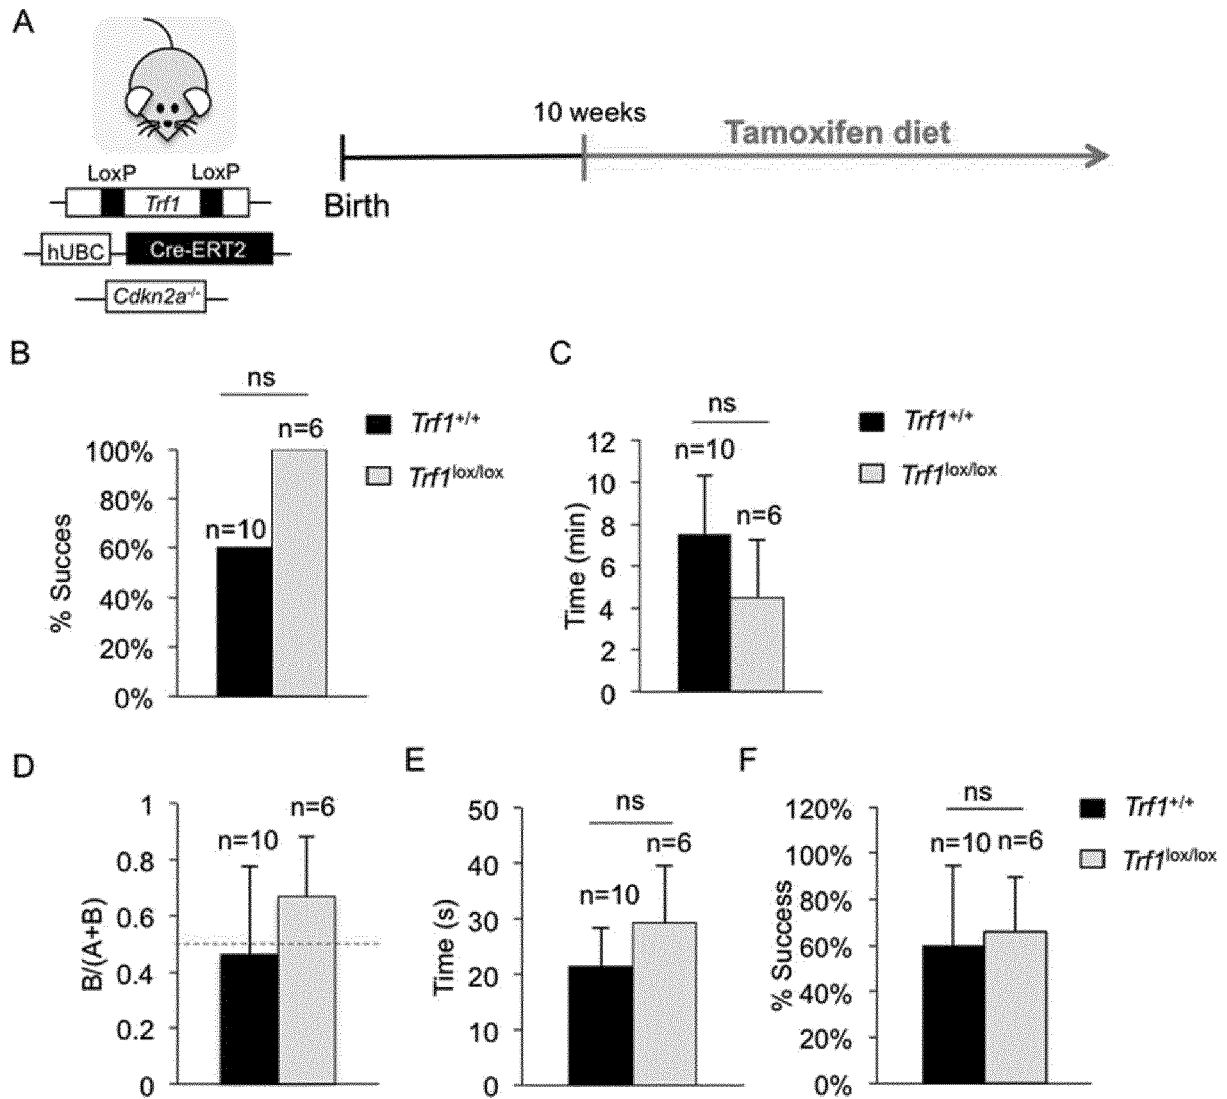 A
10 weeks
Tamoxifen diet
Birth
LoxP LoxP
Trf1
hUBC Cre-ERT2
Cdkn2a-/-
B
ns
n=6
n=10
Trf1+/+
Trf1lox/lox
100%
80%
60%
40%
20%
0%
% Succes
C
ns
n=10
n=6
Trf1+/+
Trf1lox/lox
12
10
8
6
4
2
0
Time (min)
D
n=10
n=6
1
0.8
0.6
0.4
0.2
0
B/(A+B)
E
ns
n=10
n=6
50
40
30
20
10
0
Time (s)
F
ns
n=10 n=6
Trf1+/+
Trf1lox/lox
120%
100%
80%
60%
40%
20%
0%
% Success